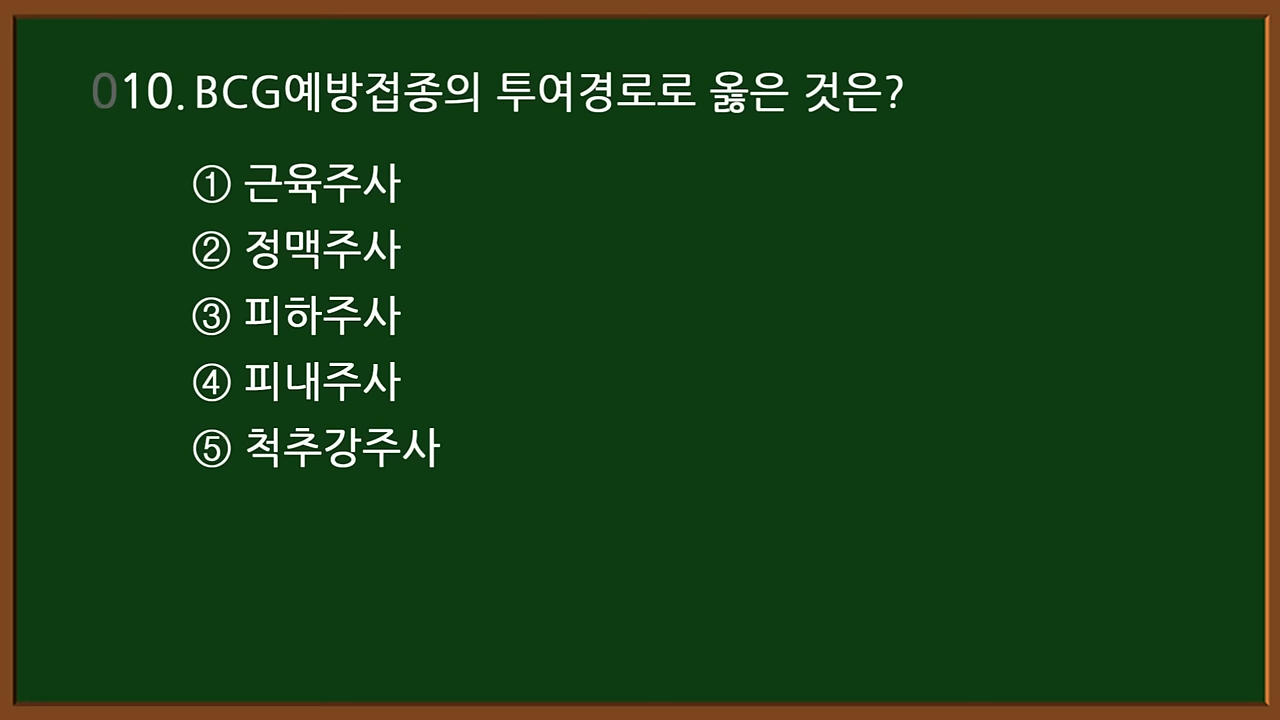 010. BCG예방접종의 투여경로로 옳은 것은?
① 근육주사
② 정맥주사
③ 피하주사
④ 피내주사
⑤ 척추강주사